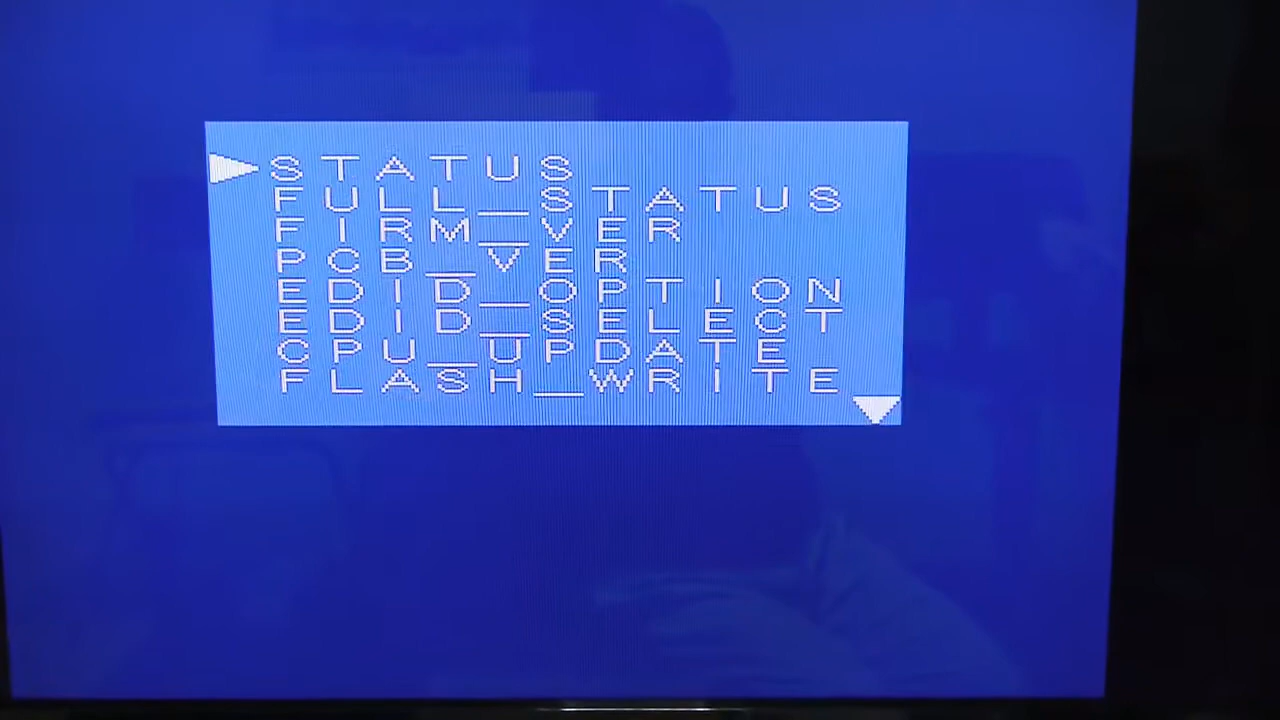 STATUS
FULL_STATUS
FIRM_VER
PCB_VER
EDID_OPTION
EDID_SELECT
CPU_UPDATE
FLASH_WRITE